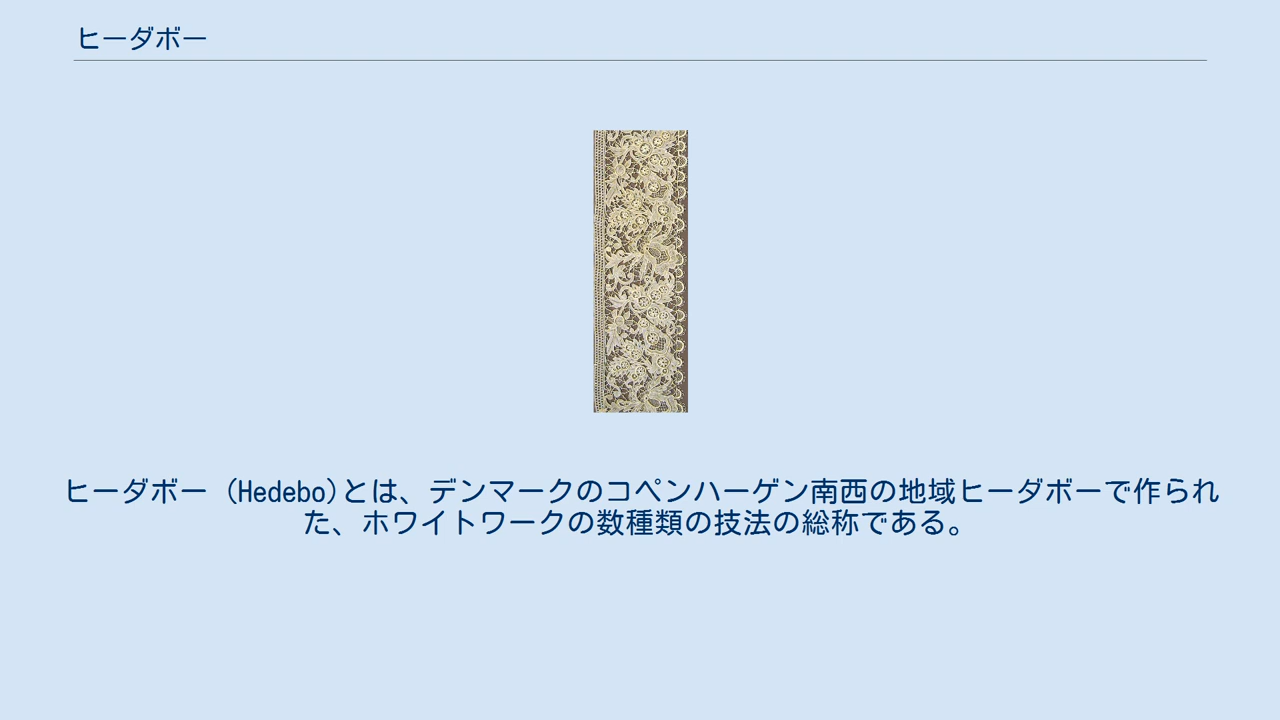 ヒーダボー
ヒーダボー (Hedebo)とは、デンマークのコペンハーゲン南西の地域ヒーダボーで作られ
た、ホワイトワークの数種類の技法の総称である。